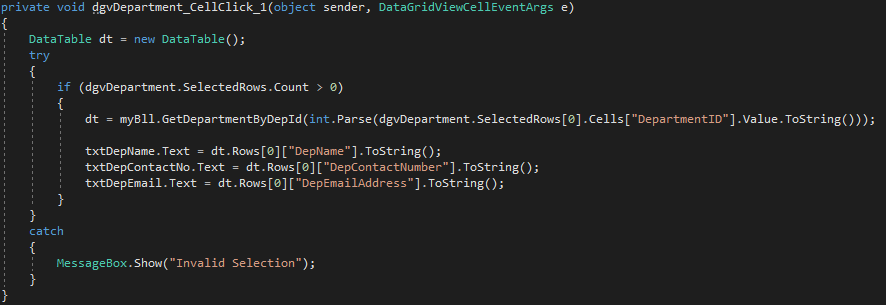 private void dgvDepartment_CellClick_1(object sender, DataGridViewCellEventArgs e)
{
    DataTable dt = new DataTable();
    try
    {
        if (dgvDepartment.SelectedRows.Count > 0)
        {
            dt = myBll.GetDepartmentByDepId(int.Parse(dgvDepartment.SelectedRows[0].Cells["DepartmentID"].Value.ToString()));

            txtDepName.Text = dt.Rows[0]["DepName"].ToString();
            txtDepContactNo.Text = dt.Rows[0]["DepContactNumber"].ToString();
            txtDepEmail.Text = dt.Rows[0]["DepEmailAddress"].ToString();
        }
    }
    catch
    {
        MessageBox.Show("Invalid Selection");
    }
}